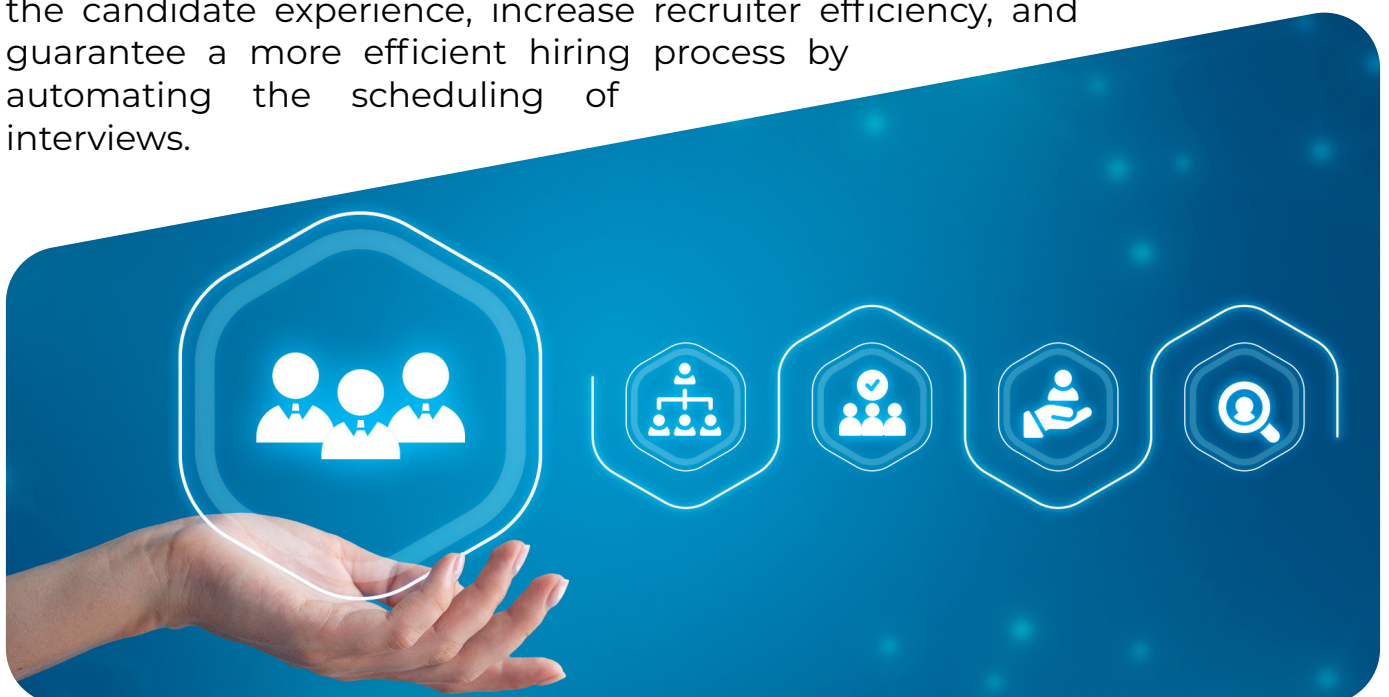 the candidate experience, increase recruiter efficiency, and
guarantee a more efficient hiring process by
automating the scheduling of
interviews.